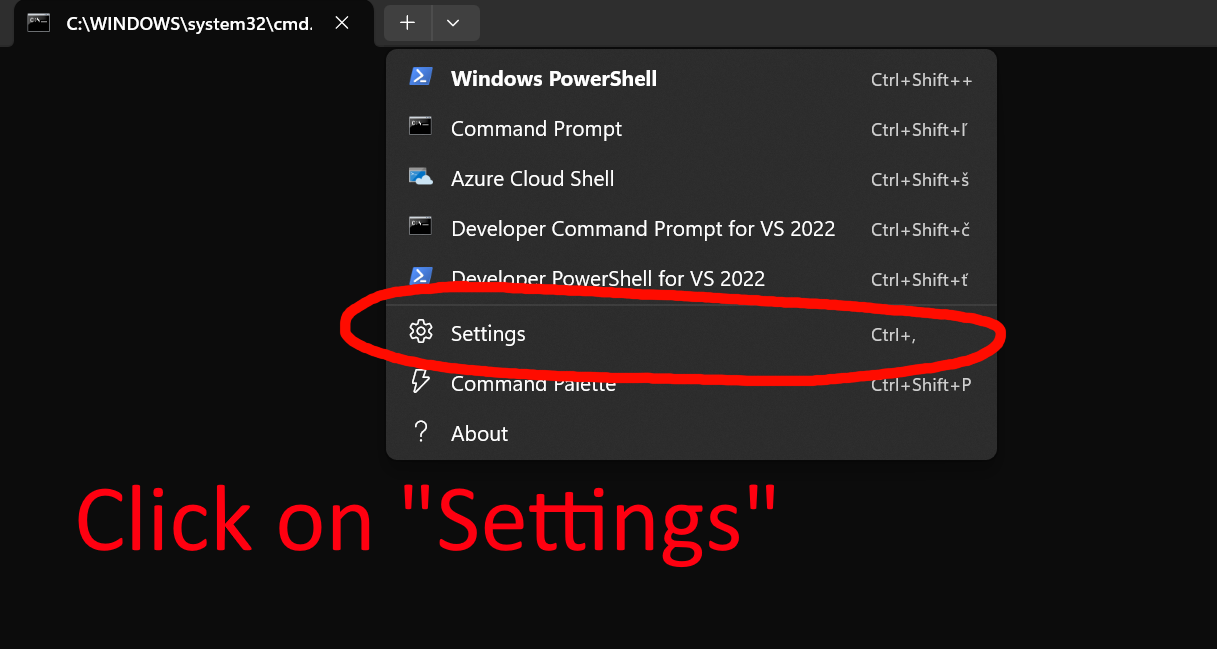 C:\WINDOWS\system32\cmd.
Windows PowerShell Ctrl+Shift++
Command Prompt Ctrl+Shift+ľ
Azure Cloud Shell Ctrl+Shift+š
Developer Command Prompt for VS 2022 Ctrl+Shift+č
Developer PowerShell for VS 2022 Ctrl+Shift+ť
Settings Ctrl+,
Command Palette Ctrl+Shift+P
About
Click on "Settings"